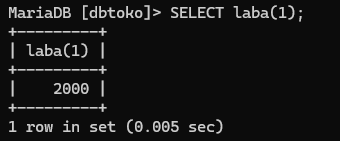 MariaDB [dbtoko]> SELECT laba(1);
+---------+
| laba(1) |
+---------+
|    2000 |
+---------+
1 row in set (0.005 sec)